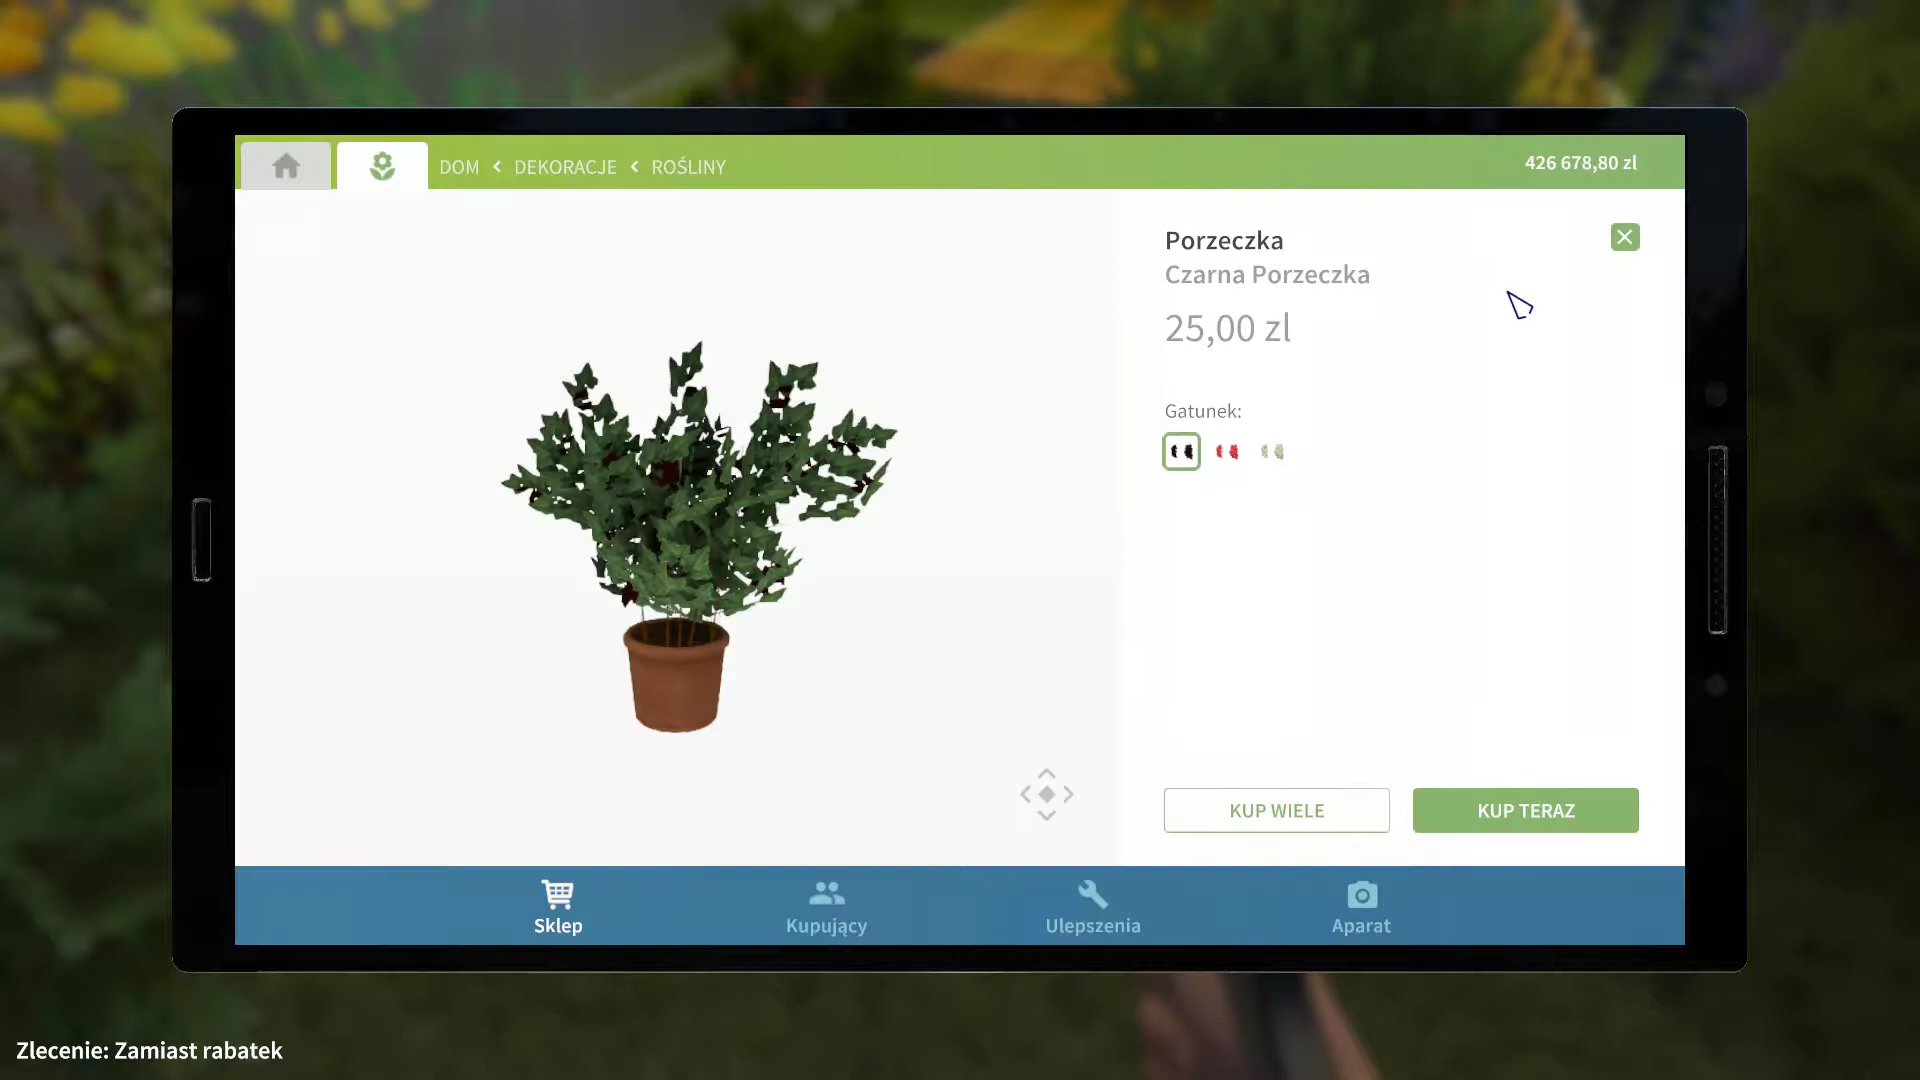 DOM < DEKORACJE < ROŚLINY
426 678,80 zl
Porzeczka
Czarna Porzeczka
25,00 zl
Gatunek:
KUP WIELE
KUP TERAZ
Sklep
Kupujący
Ulepszenia
Aparat
Zlecenie: Zamiast rabatek